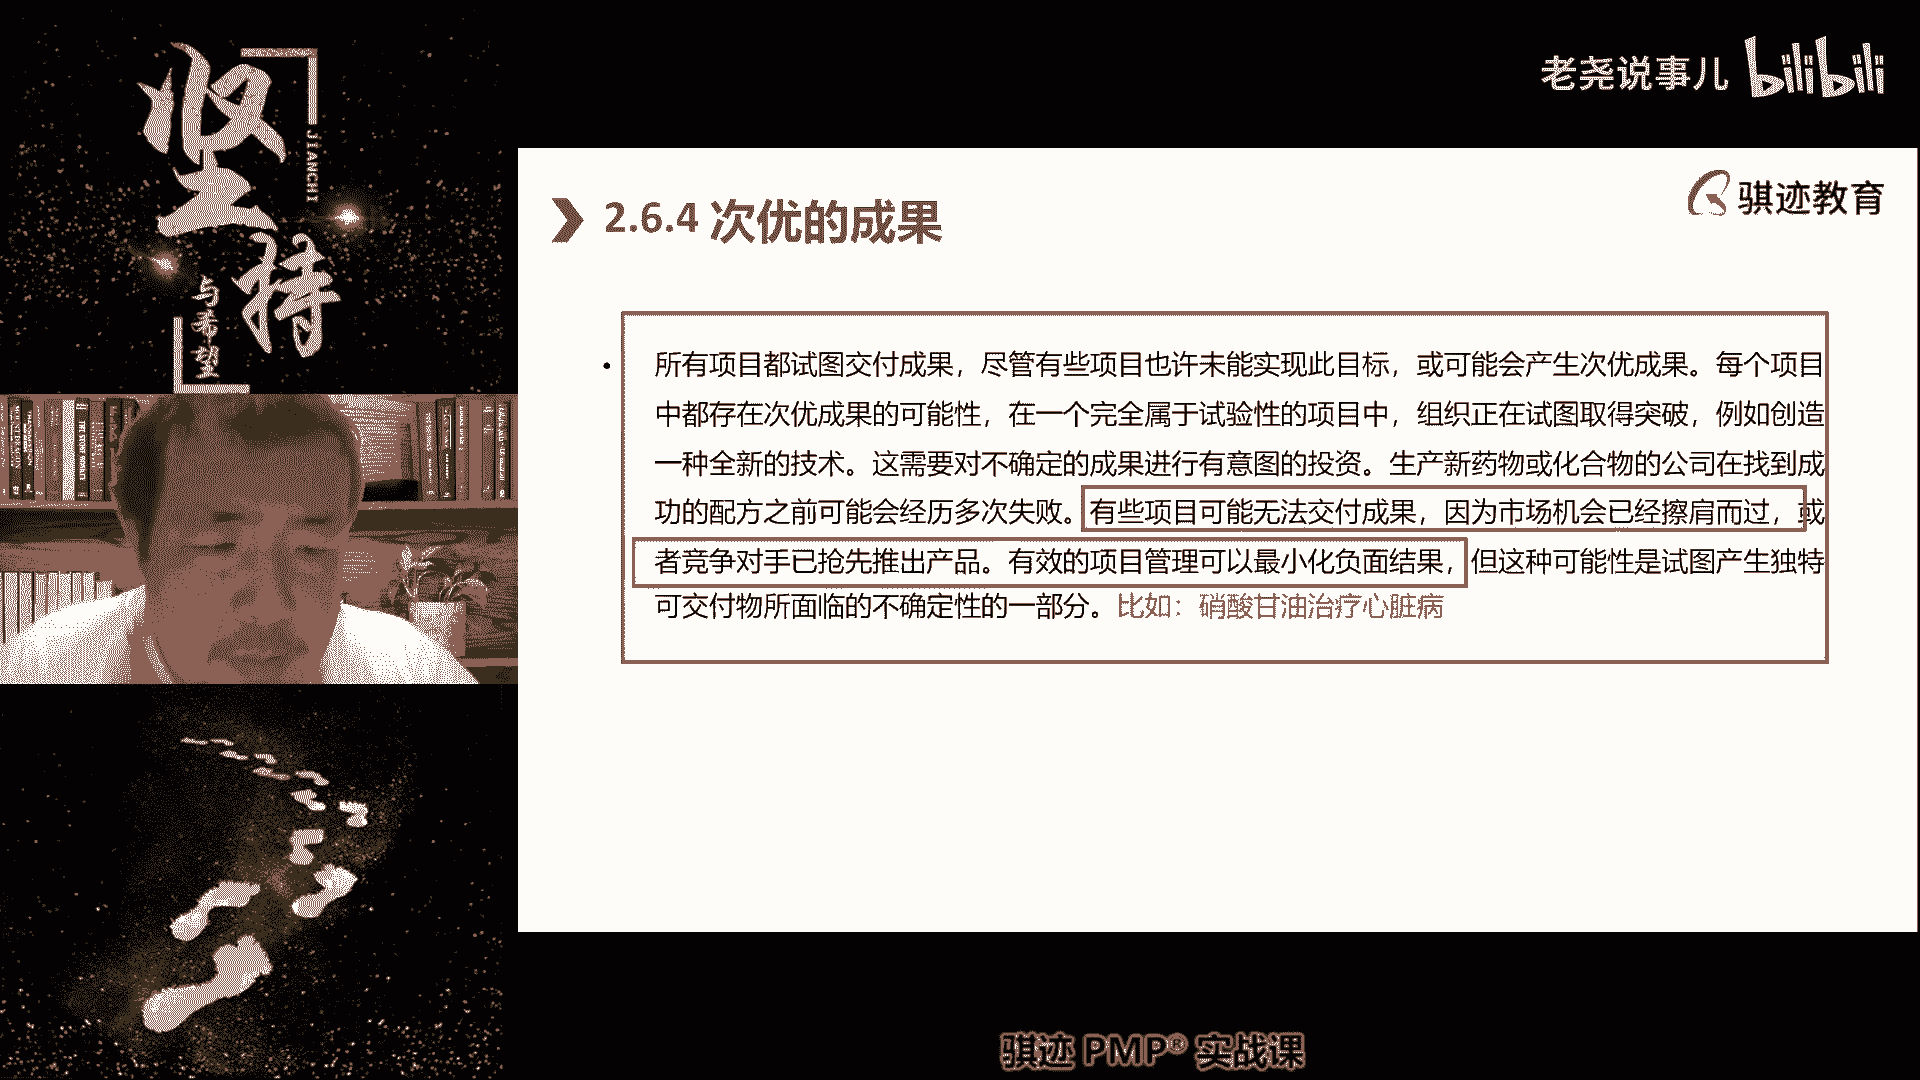 坚持
JIANCHI
与希望
老尧说事儿 bilibili
骐迹教育
2.6.4 次优的成果
• 所有项目都试图交付成果，尽管有些项目也许未能实现此目标，或可能会产生次优成果。每个项目
中都存在次优成果的可能性，在一个完全属于试验性的项目中，组织正在试图取得突破，例如创造
一种全新的技术。这需要对不确定的成果进行有意图的投资。生产新药物或化合物的公司在找到成
功的配方之前可能会经历多次失败。有些项目可能无法交付成果，因为市场机会已经擦肩而过，或
者竞争对手已抢先推出产品。有效的项目管理可以最小化负面结果，但这种可能性是试图产生独特
可交付物所面临的不确定性的一部分。比如：硝酸甘油治疗心脏病
骐迹 PMP® 实战课